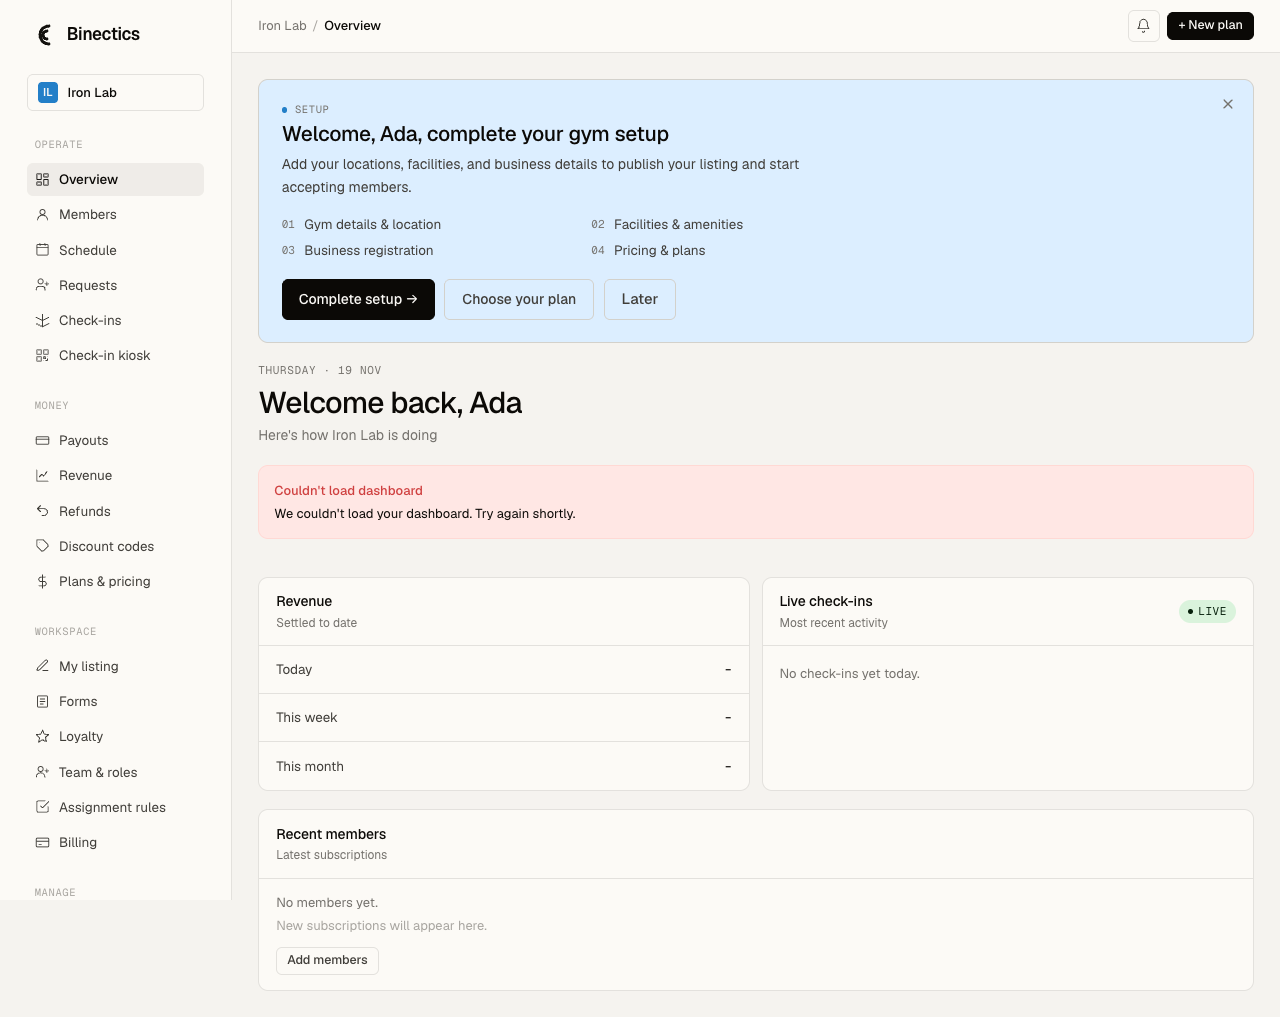 Binectics
IL Iron Lab
OPERATE
Overview
Members
Schedule
Requests
Check-ins
Check-in kiosk
MONEY
Payouts
Revenue
Refunds
Discount codes
Plans & pricing
WORKSPACE
My listing
Forms
Loyalty
Team & roles
Assignment rules
Billing
MANAGE
Iron Lab / Overview
+ New plan
SETUP
Welcome, Ada, complete your gym setup
Add your locations, facilities, and business details to publish your listing and start
accepting members.
01 Gym details & location
02 Facilities & amenities
03 Business registration
04 Pricing & plans
Complete setup →
Choose your plan
Later
THURSDAY · 19 NOV
Welcome back, Ada
Here's how Iron Lab is doing
Couldn't load dashboard
We couldn't load your dashboard. Try again shortly.
Revenue
Settled to date
Today –
This week –
This month –
Live check-ins
Most recent activity
LIVE
No check-ins yet today.
Recent members
Latest subscriptions
No members yet.
New subscriptions will appear here.
Add members